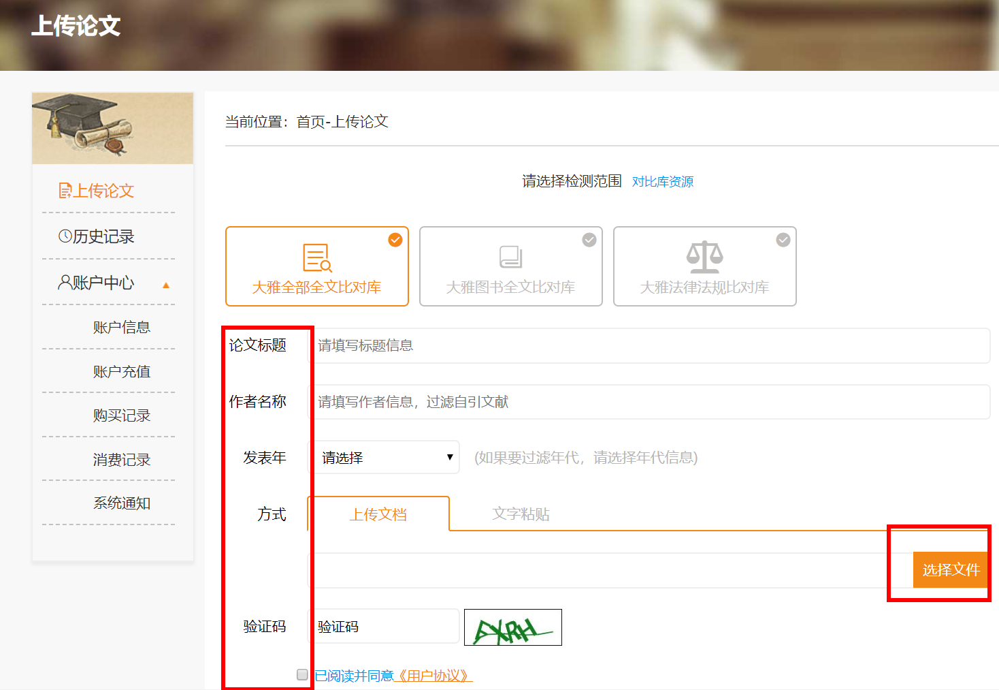 上传论文
上传论文
历史记录
账户中心
账户信息
账户充值
购买记录
消费记录
系统通知
当前位置：首页-上传论文
请选择检测范围 对比库资源
大雅全部全文比对库 大雅图书全文比对库 大雅法律法规比对库
论文标题 请填写标题信息
作者名称 请填写作者信息，过滤自引文献
发表年 请选择 (如果要过滤年代，请选择年代信息)
方式 上传文档 文字粘贴
选择文件
验证码 验证码
已阅读并同意《用户协议》